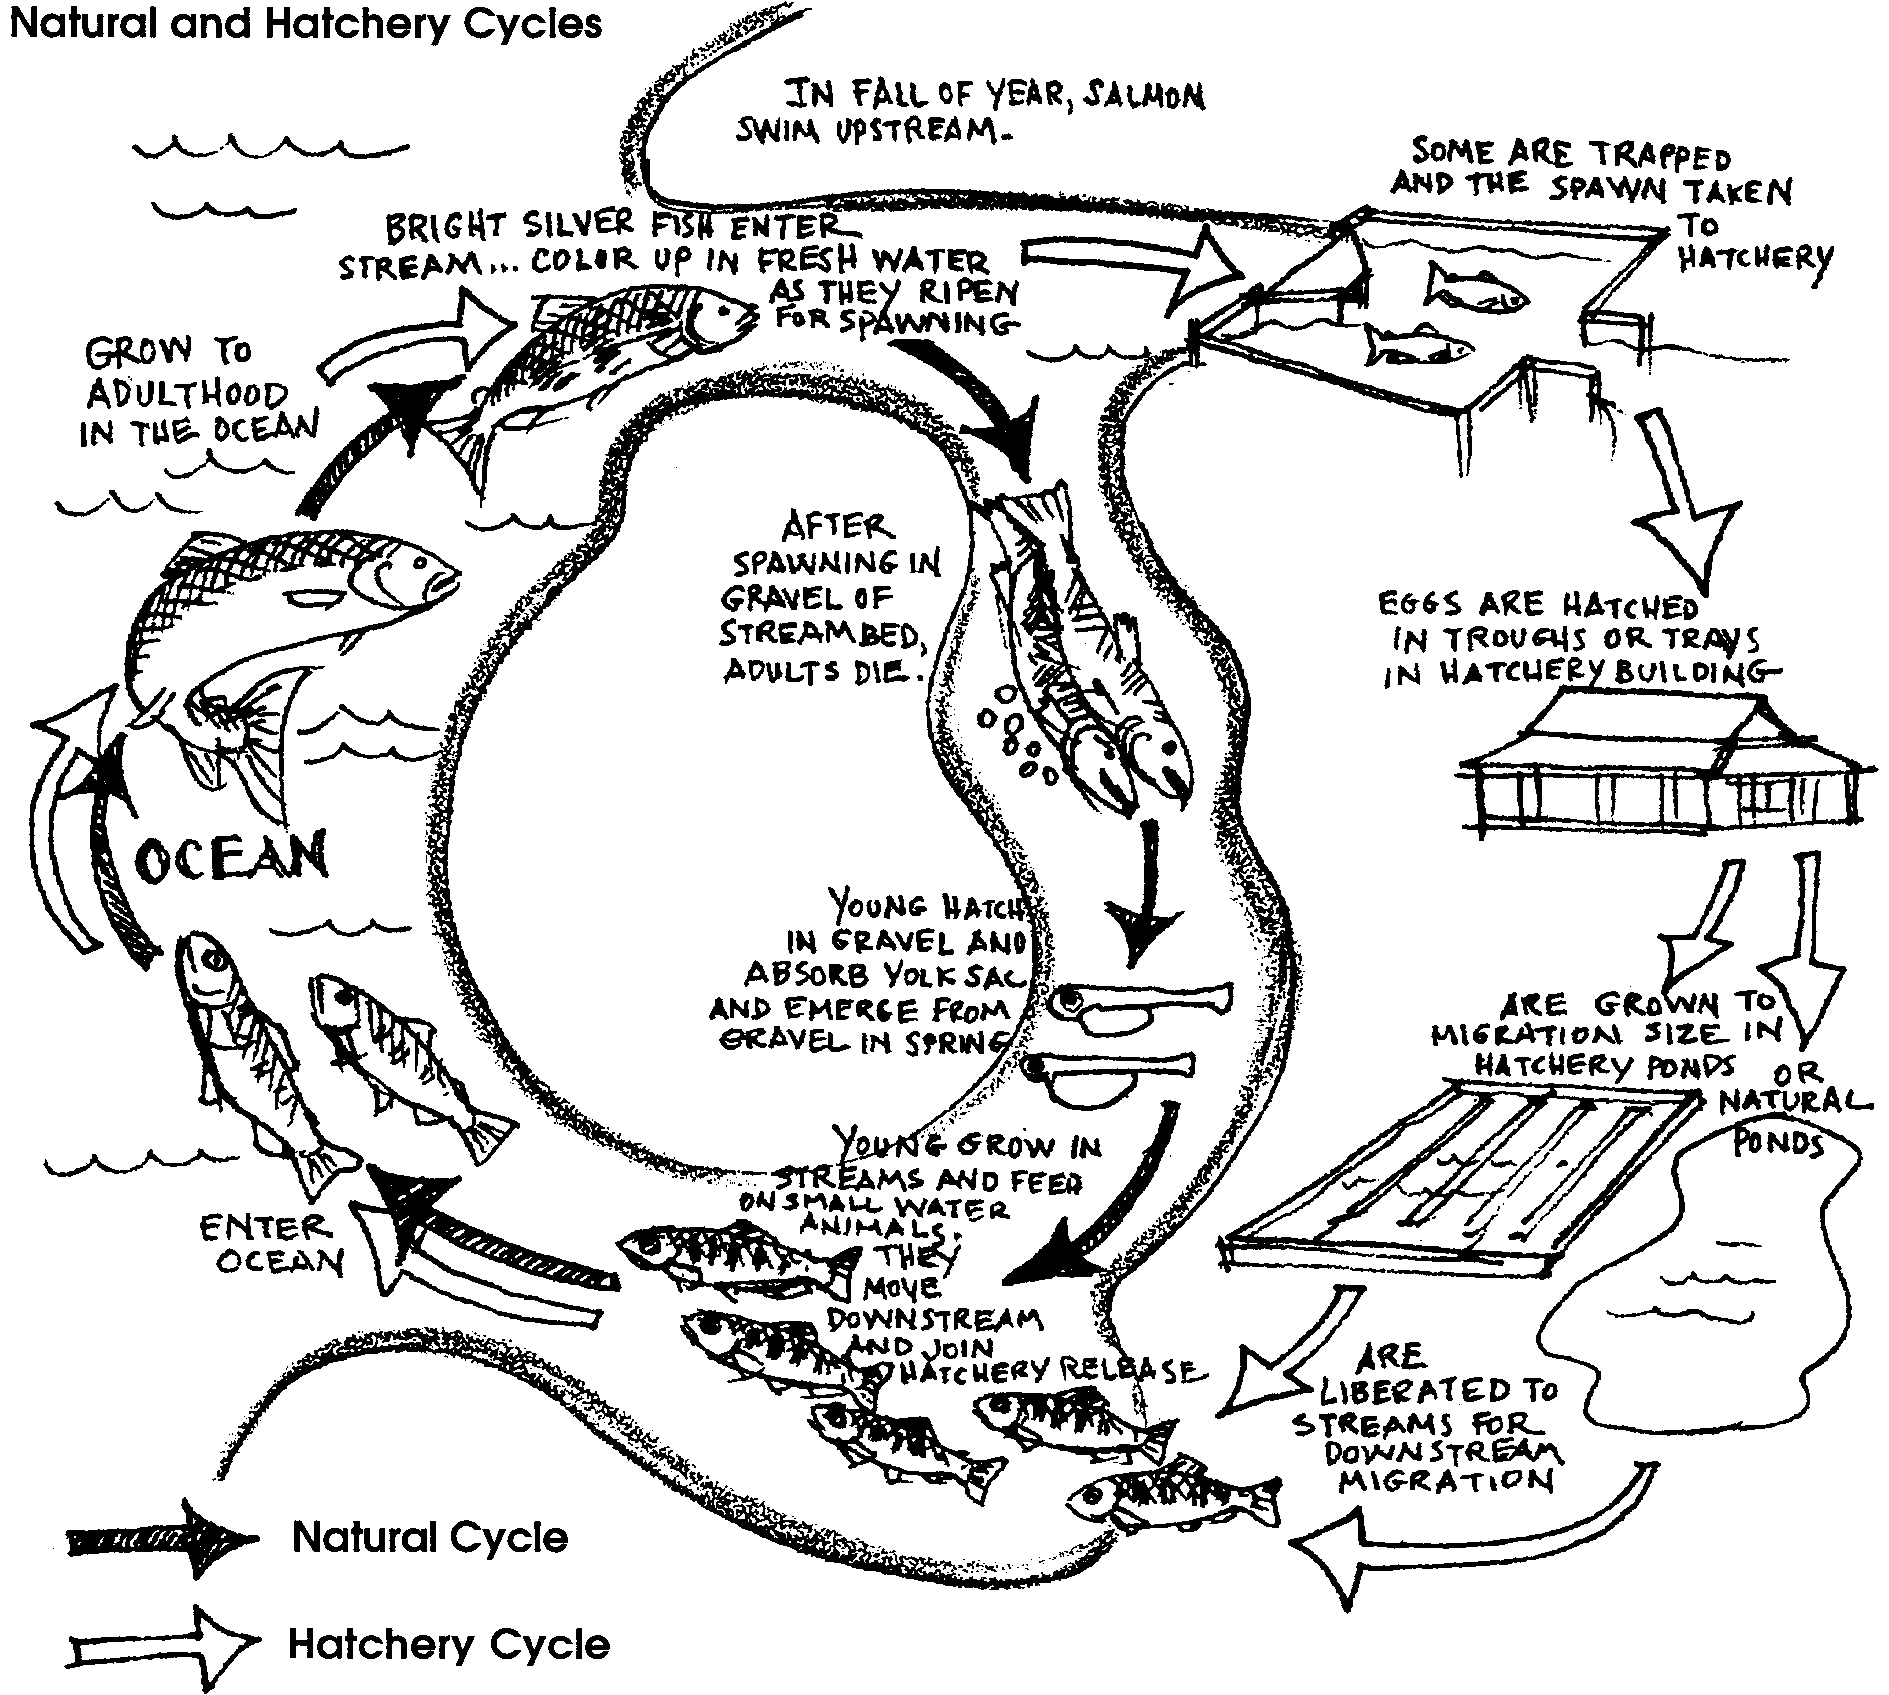 Natural and Hatchery Cycles
IN FALL OF YEAR, SALMON
SWIM UPSTREAM.
SOME ARE TRAPPED
AND THE SPAWN TAKEN
TO
HATCHERY
BRIGHT SILVER FISH ENTER
STREAM... COLOR UP IN FRESH WATER
AS THEY RIPEN
FOR SPAWNING
GROW TO
ADULTHOOD
IN THE OCEAN
AFTER
SPAWNING IN
GRAVEL OF
STREAMBED,
ADULTS DIE.
EGGS ARE HATCHED
IN TROUGHS OR TRAYS
IN HATCHERY BUILDING
OCEAN
YOUNG HATCH
IN GRAVEL AND
ABSORB YOLK SAC
AND EMERGE FROM
GRAVEL IN SPRING
ARE GROWN TO
MIGRATION SIZE IN
HATCHERY PONDS
OR
NATURAL
PONDS
YOUNG GROW IN
STREAMS AND FEED
ON SMALL WATER
ANIMALS.
THEY
MOVE
DOWNSTREAM
AND JOIN
HATCHERY RELEASE
ENTER
OCEAN
ARE
LIBERATED TO
STREAMS FOR
DOWNSTREAM
MIGRATION
Natural Cycle
Hatchery Cycle